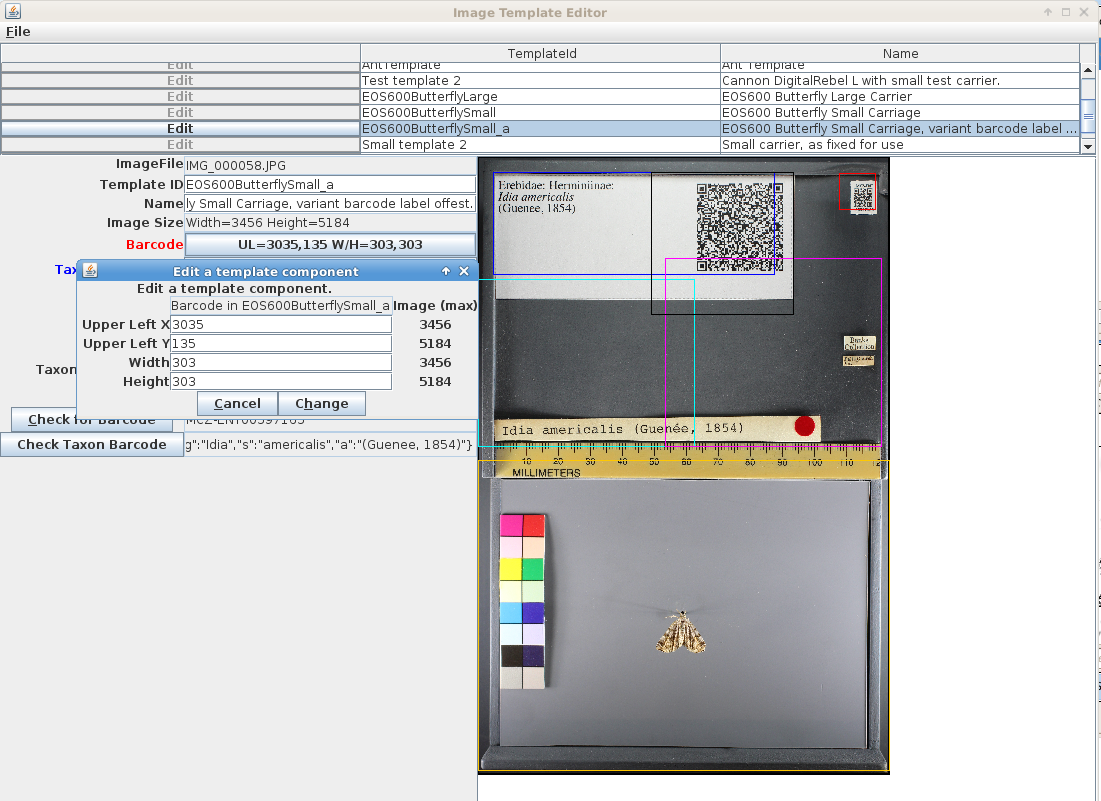 Image Template Editor
File
TemplateId Name
Edit AntTemplate Ant Template
Edit Test template 2 Cannon DigitalRebel L with small test carrier.
Edit EOS600ButterflyLarge EOS600 Butterfly Large Carrier
Edit EOS600ButterflySmall EOS600 Butterfly Small Carriage
Edit EOS600ButterflySmall_a EOS600 Butterfly Small Carriage, variant barcode label ...
Edit Small template 2 Small carrier, as fixed for use
ImageFile IMG_000058.JPG
Template ID EOS600ButterflySmall_a
Name ly Small Carriage, variant barcode label offest.
Image Size Width=3456 Height=5184
Barcode UL=3035,135 W/H=303,303
Tax
Edit a template component
Edit a template component.
Barcode in EOS600ButterflySmall_a Image (max)
Upper Left X 3035 3456
Upper Left Y 135 5184
Width 303 3456
Height 303 5184
Cancel Change
Taxon
Check for Barcode
Check Taxon Barcode g":"Idia","s":"americalis","a":"(Guenee, 1854)"}
Erebidae: Herminiinae:
Idia americalis
(Guenee, 1854)
Banks
Collection
Idia americalis (Guenée, 1854)
10 20 30 40 50 60 70 80 90 100 110 12
MILLIMETERS